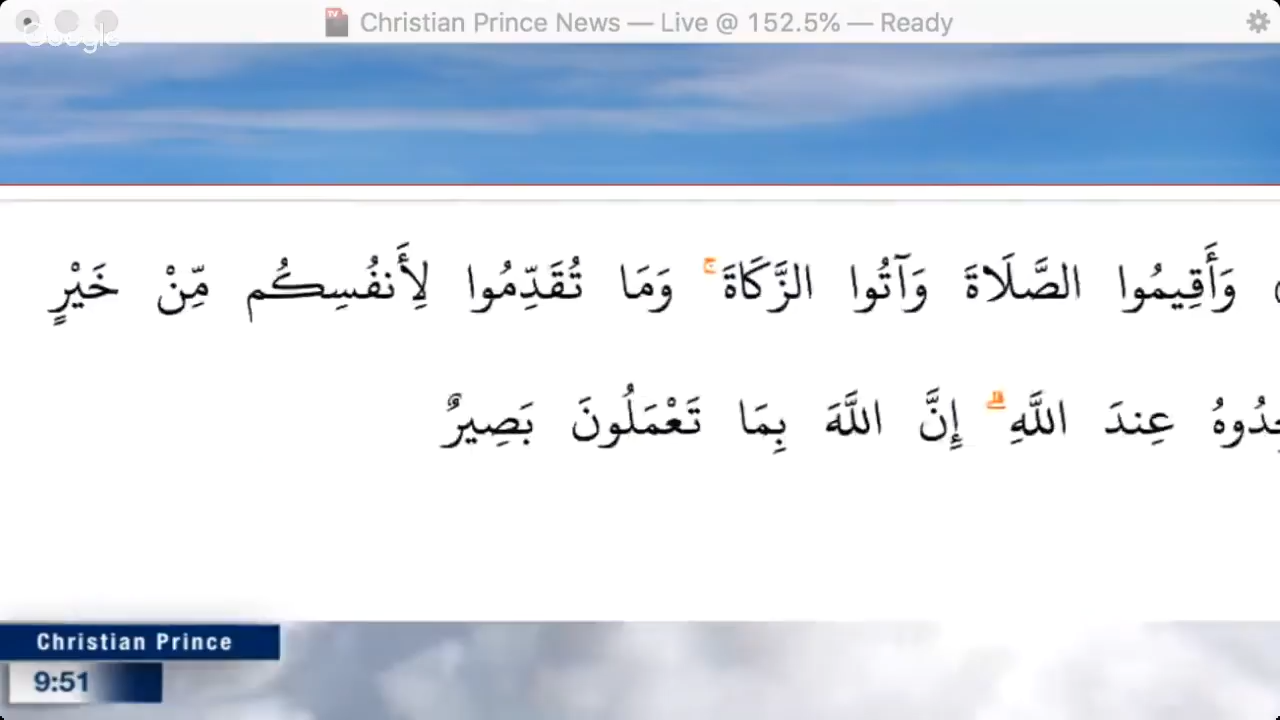 Christian Prince News — Live @ 152.5% — Ready
Google
وَأَقِيمُوا الصَّلَاةَ وَآتُوا الزَّكَاةَ ۚ وَمَا تُقَدِّمُوا لِأَنفُسِكُم مِّنْ خَيْرٍ
عِندَ اللَّهِ ۗ إِنَّ اللَّهَ بِمَا تَعْمَلُونَ بَصِيرٌ
Christian Prince
9:51